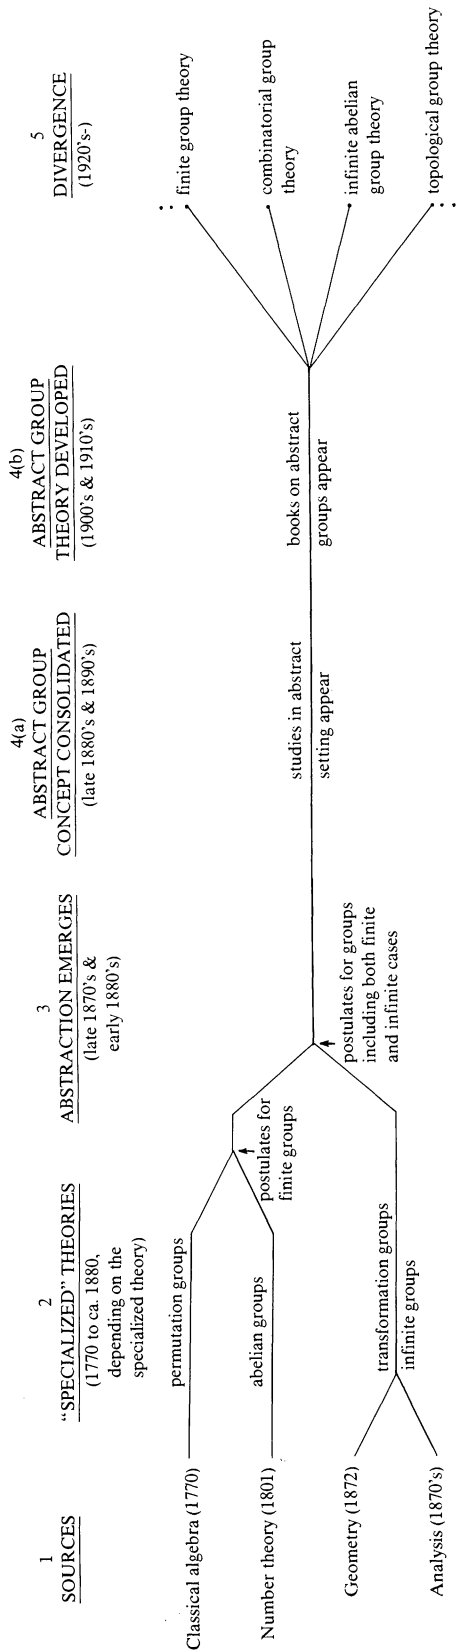 1
SOURCES
2
“SPECIALIZED” THEORIES
(1770 to ca. 1880,
depending on the
specialized theory)
3
ABSTRACTION EMERGES
(late 1870's &
early 1880's)
4(a)
ABSTRACT GROUP
CONCEPT CONSOLIDATED
(late 1880's & 1890's)
4(b)
ABSTRACT GROUP
THEORY DEVELOPED
(1900's & 1910's)
5
DIVERGENCE
(1920's-)
Classical algebra (1770)
permutation groups
Number theory (1801)
abelian groups
postulates for
finite groups
Geometry (1872)
Analysis (1870's)
transformation groups
infinite groups
postulates for groups
including both finite
and infinite cases
studies in abstract
setting appear
books on abstract
groups appear
finite group theory
combinatorial group
theory
infinite abelian
group theory
topological group theory